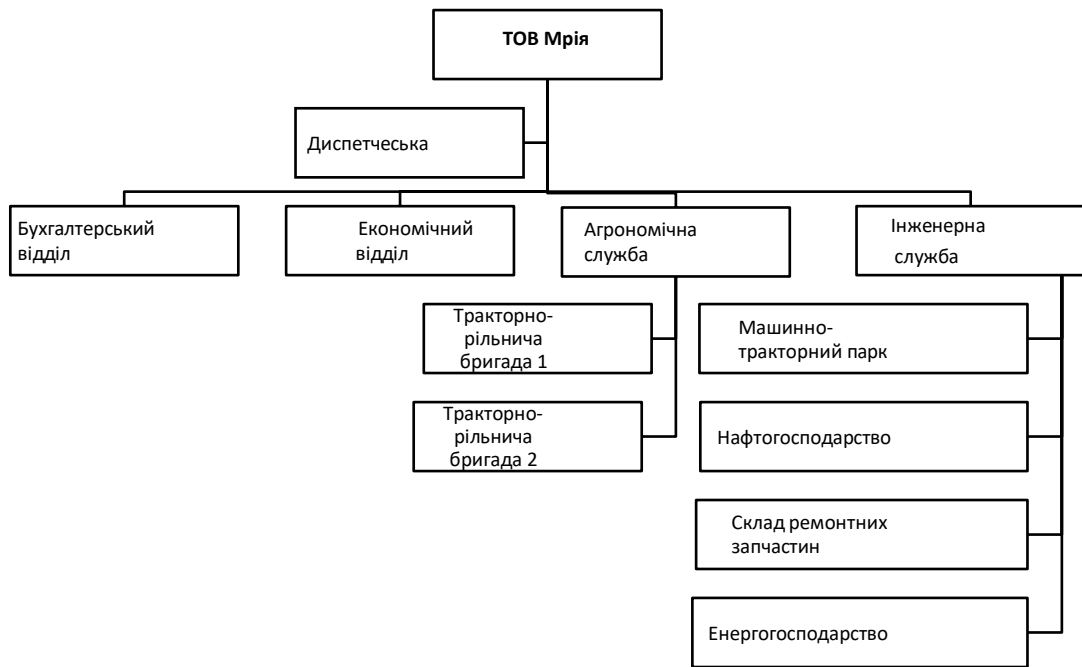 ТОВ Мрія
Диспетчеська
Бухгалтерський
відділ
Економічний
відділ
Агрономічна
служба
Інженерна
служба
Тракторно-
рільнича
бригада 1
Машинно-
тракторний парк
Тракторно-
рільнича
бригада 2
Нафтогосподарство
Склад ремонтних
запчастин
Енергогосподарство